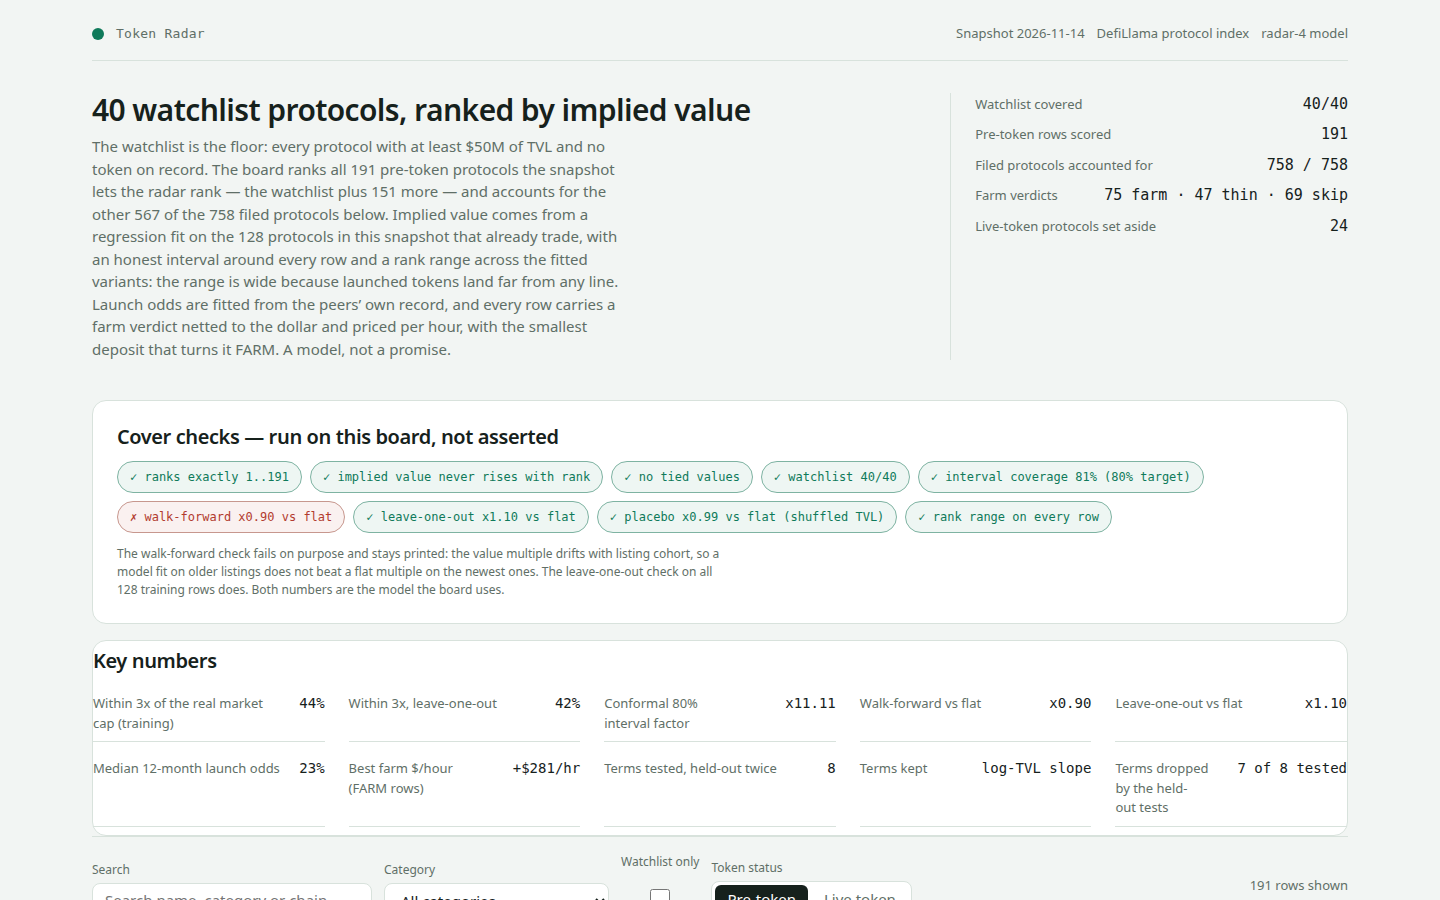 Token Radar
Snapshot 2026-11-14 DefiLlama protocol index radar-4 model
40 watchlist protocols, ranked by implied value
The watchlist is the floor: every protocol with at least $50M of TVL and no
token on record. The board ranks all 191 pre-token protocols the snapshot
lets the radar rank — the watchlist plus 151 more — and accounts for the
other 567 of the 758 filed protocols below. Implied value comes from a
regression fit on the 128 protocols in this snapshot that already trade, with
an honest interval around every row and a rank range across the fitted
variants: the range is wide because launched tokens land far from any line.
Launch odds are fitted from the peers’ own record, and every row carries a
farm verdict netted to the dollar and priced per hour, with the smallest
deposit that turns it FARM. A model, not a promise.
Watchlist covered 40/40
Pre-token rows scored 191
Filed protocols accounted for 758 / 758
Farm verdicts 75 farm · 47 thin · 69 skip
Live-token protocols set aside 24
Cover checks — run on this board, not asserted
✓ ranks exactly 1..191 ✓ implied value never rises with rank ✓ no tied values ✓ watchlist 40/40 ✓ interval coverage 81% (80% target)
✗ walk-forward x0.90 vs flat ✓ leave-one-out x1.10 vs flat ✓ placebo x0.99 vs flat (shuffled TVL) ✓ rank range on every row
The walk-forward check fails on purpose and stays printed: the value multiple drifts with listing cohort, so a
model fit on older listings does not beat a flat multiple on the newest ones. The leave-one-out check on all
128 training rows does. Both numbers are the model the board uses.
Key numbers
Within 3x of the real market
cap (training) 44%
Within 3x, leave-one-out 42%
Conformal 80%
interval factor x11.11
Walk-forward vs flat x0.90
Leave-one-out vs flat x1.10
Median 12-month launch odds 23%
Best farm $/hour
(FARM rows) +$281/hr
Terms tested, held-out twice 8
Terms kept log-TVL slope
Terms dropped
by the held-
out tests 7 of 8 tested
Search
Category
Watchlist only
Token status
Search name, category or chain
All categories
Pre-token Live token
191 rows shown